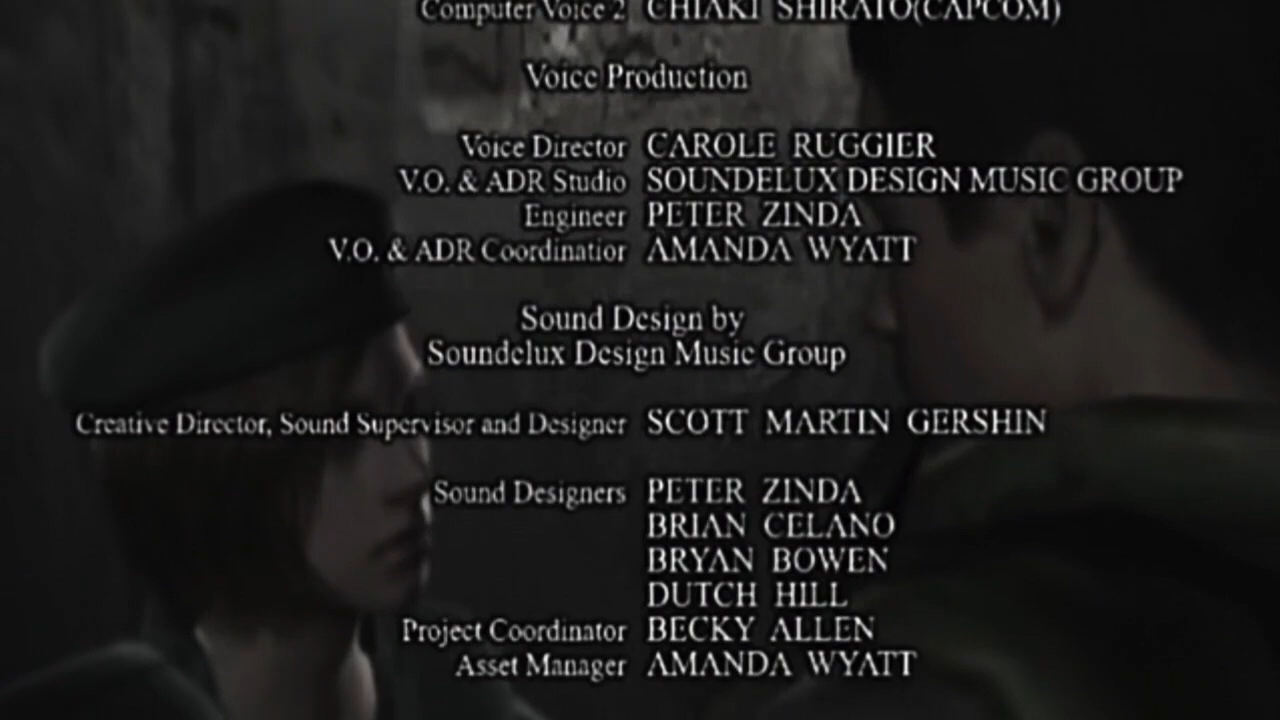 Computer Voice 2 CHIAKI SHIRATO(CAPCOM)
Voice Production
Voice Director CAROLE RUGGIER
V.O. & ADR Studio SOUNDELUX DESIGN MUSIC GROUP
Engineer PETER ZINDA
V.O. & ADR Coordinatior AMANDA WYATT
Sound Design by
Soundelux Design Music Group
Creative Director, Sound Supervisor and Designer SCOTT MARTIN GERSHIN
Sound Designers PETER ZINDA
BRIAN CELANO
BRYAN BOWEN
DUTCH HILL
Project Coordinator BECKY ALLEN
Asset Manager AMANDA WYATT